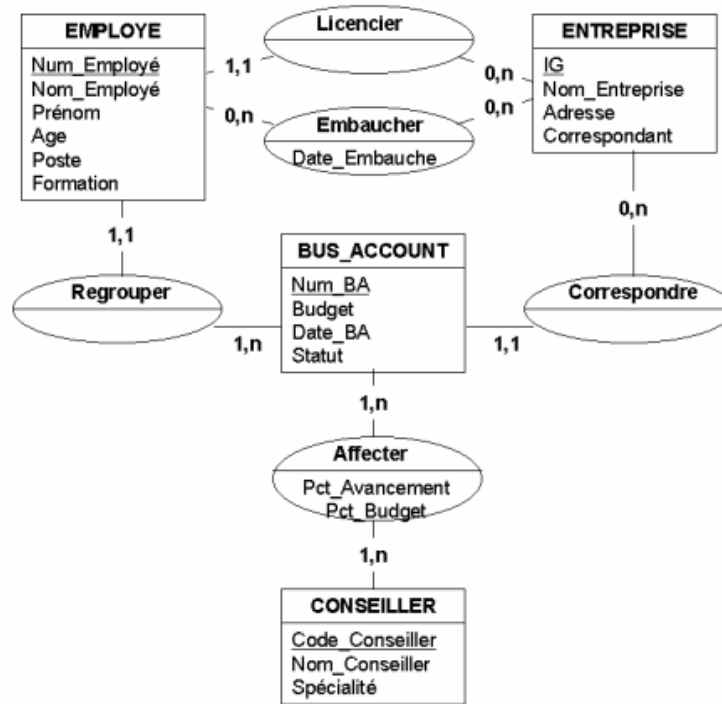 EMPLOYE
Num_Employé
Nom_Employé
Prénom
Age
Poste
Formation
1,1
0,n
Licencier
Embaucher
Date_Embauche
0,n
0,n
ENTREPRISE
IG
Nom_Entreprise
Adresse
Correspondant
1,1
0,n
Regrouper
1,n
BUS_ACCOUNT
Num_BA
Budget
Date_BA
Statut
1,1
Correspondre
1,n
Affecter
Pct_Avancement
Pct_Budget
1,n
CONSEILLER
Code_Conseiller
Nom_Conseiller
Spécialité